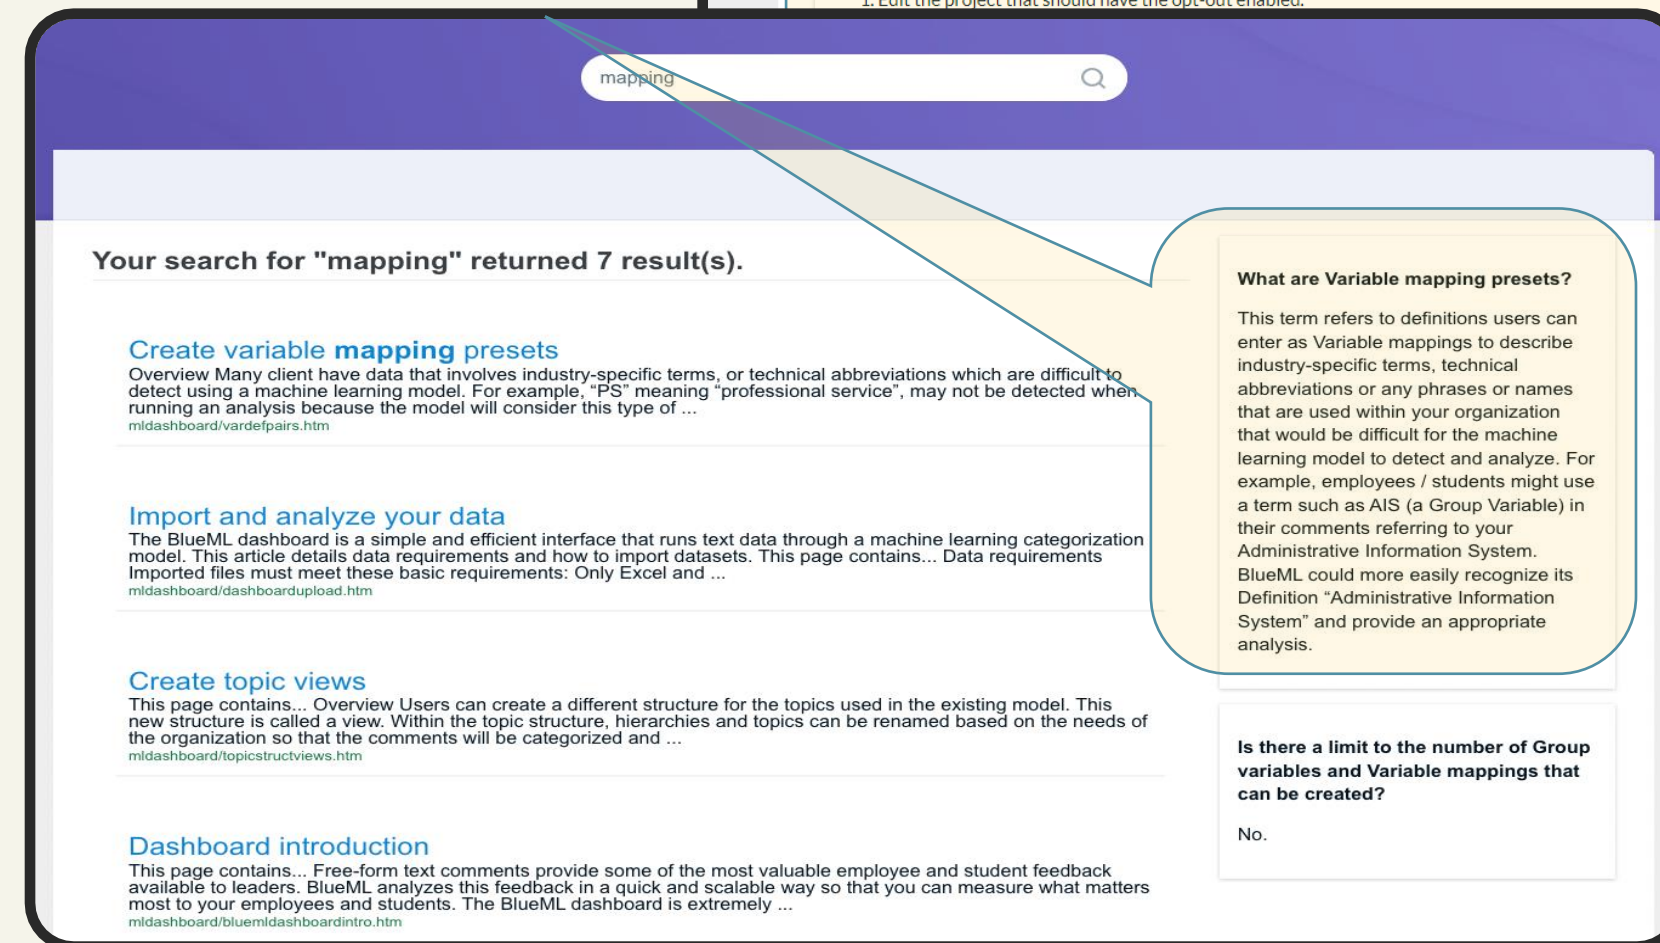 1. Edit the project that should have the opt-out enabled.
mapping
Your search for "mapping" returned 7 result(s).
Create variable mapping presets
Overview Many client have data that involves industry-specific terms, or technical abbreviations which are difficult to
detect using a machine learning model. For example, “PS” meaning “professional service”, may not be detected when
running an analysis because the model will consider this type of ...
mldashboard/vardefpairs.htm
Import and analyze your data
The BlueML dashboard is a simple and efficient interface that runs text data through a machine learning categorization
model. This article details data requirements and how to import datasets. This page contains... Data requirements
Imported files must meet these basic requirements: Only Excel and ...
mldashboard/dashboardupload.htm
Create topic views
This page contains... Overview Users can create a different structure for the topics used in the existing model. This
new structure is called a view. Within the topic structure, hierarchies and topics can be renamed based on the needs of
the organization so that the comments will be categorized and ...
mldashboard/topicstructviews.htm
Dashboard introduction
This page contains... Free-form text comments provide some of the most valuable employee and student feedback
available to leaders. BlueML analyzes this feedback in a quick and scalable way so that you can measure what matters
most to your employees and students. The BlueML dashboard is extremely ...
mldashboard/bluemldashboardintro.htm
What are Variable mapping presets?
This term refers to definitions users can
enter as Variable mappings to describe
industry-specific terms, technical
abbreviations or any phrases or names
that are used within your organization
that would be difficult for the machine
learning model to detect and analyze. For
example, employees / students might use
a term such as AIS (a Group Variable) in
their comments referring to your
Administrative Information System.
BlueML could more easily recognize its
Definition “Administrative Information
System” and provide an appropriate
analysis.
Is there a limit to the number of Group
variables and Variable mappings that
can be created?
No.